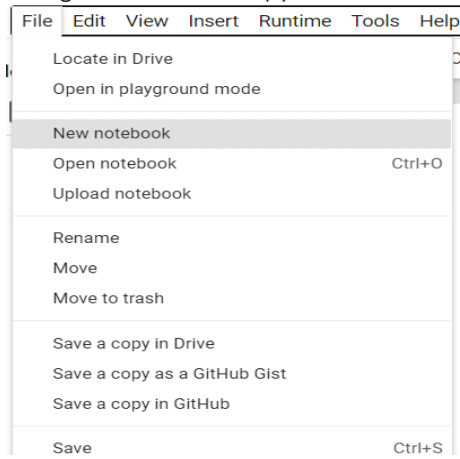 File Edit View Insert Runtime Tools Help
Locate in Drive
Open in playground mode
New notebook
Open notebook Ctrl+O
Upload notebook
Rename
Move
Move to trash
Save a copy in Drive
Save a copy as a GitHub Gist
Save a copy in GitHub
Save Ctrl+S